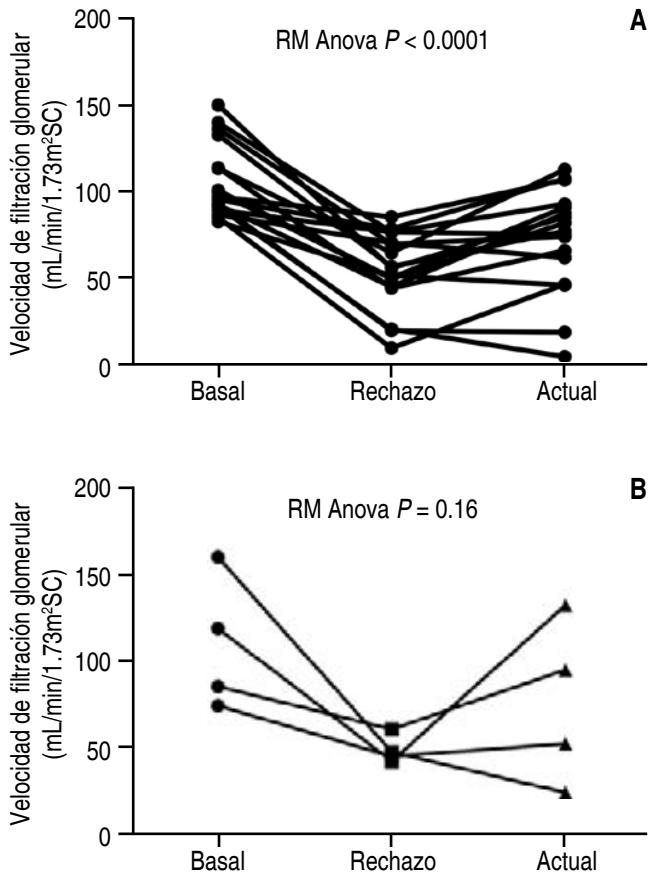 A
RM Anova P < 0.0001
Velocidad de filtración glomerular
(mL/min/1.73m²SC)
200
150
100
50
0
Basal Rechazo Actual
B
RM Anova P = 0.16
Velocidad de filtración glomerular
(mL/min/1.73m²SC)
200
150
100
50
0
Basal Rechazo Actual